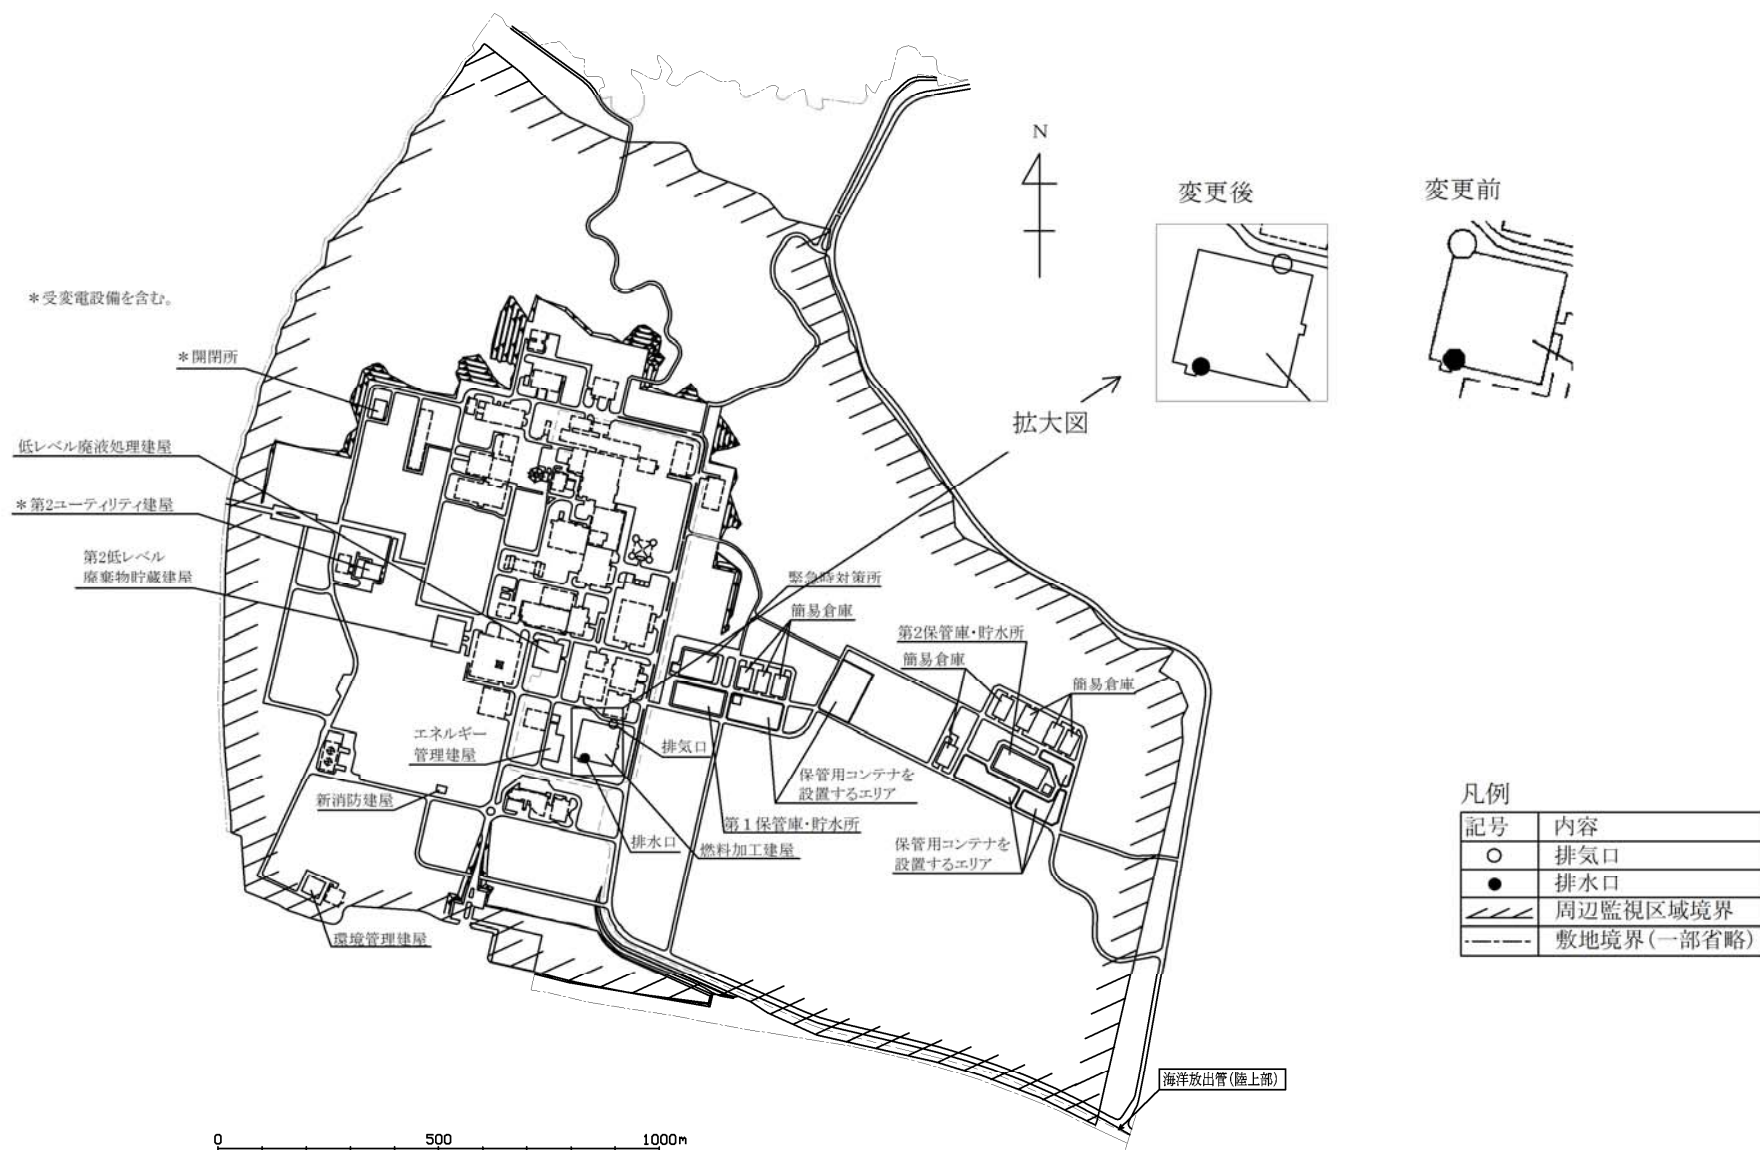 N
変更後
変更前
*受変電設備を含む。
*開閉所
拡大図
低レベル廃液処理建屋
*第2ユーティリティ建屋
第2低レベル
廃棄物貯蔵建屋
緊急時対策所
簡易倉庫
第2保管庫・貯水所
簡易倉庫
簡易倉庫
エネルギー
管理建屋
排気口
保管用コンテナを
設置するエリア
新消防建屋
第1保管庫・貯水所
排水口
燃料加工建屋
保管用コンテナを
設置するエリア
環境管理建屋
凡例
記号 内容
排気口
排水口
周辺監視区域境界
敷地境界(一部省略)
海洋放出管(陸上部)
0 500 1000m